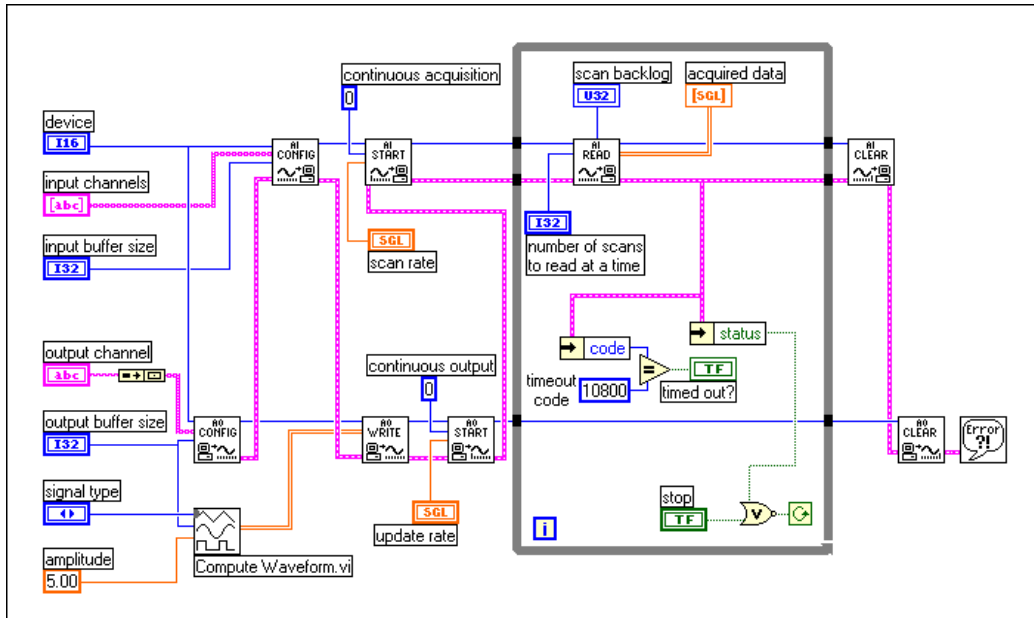 continuous acquisition
0
scan backlog
U32
acquired data
[SGL]
device
I16
AI
CONFIG
AI
START
AI
READ
AI
CLEAR
input channels
[abc]
input buffer size
I32
SGL
scan rate
I32
number of scans
to read at a time
code
status
timeout
code
10800
=
TF
timed out?
output channel
abc
continuous output
0
output buffer size
I32
AO
CONFIG
AO
WRITE
AO
START
AO
CLEAR
Error
?!
signal type
SGL
update rate
stop
TF
V
i
amplitude
5.00
Compute Waveform.vi